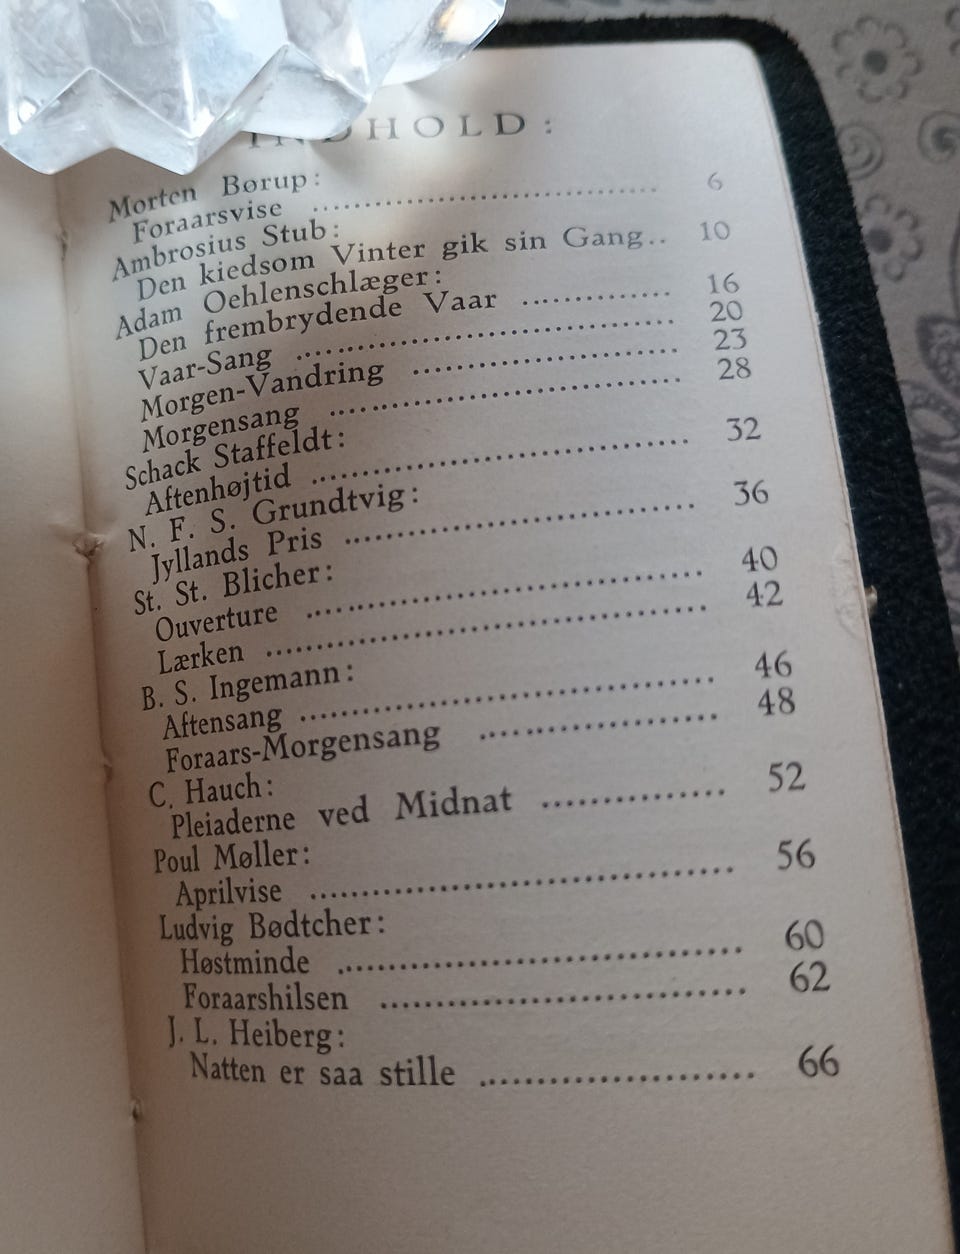 INDHOLD:
Morten Børup:
Foraarsvise .............................. 6
Ambrosius Stub:
Den kiedsom Vinter gik sin Gang.. 10
Adam Oehlenschlæger:
Den frembrydende Vaar ............. 16
Vaar-Sang ................................. 20
Morgen-Vandring ....................... 23
Morgensang .............................. 28
Schack Staffeldt:
Aftenhøjtid ................................ 32
N. F. S. Grundtvig:
Jyllands Pris .............................. 36
St. St. Blicher:
Ouverture .................................. 40
Lærken ...................................... 42
B. S. Ingemann:
Aftensang .................................. 46
Foraars-Morgensang .................... 48
C. Hauch:
Pleiaderne ved Midnat ............... 52
Poul Møller:
Aprilvise .................................... 56
Ludvig Bødtcher:
Høstminde .................................. 60
Foraarshilsen .............................. 62
J. L. Heiberg:
Natten er saa stille ...................... 66